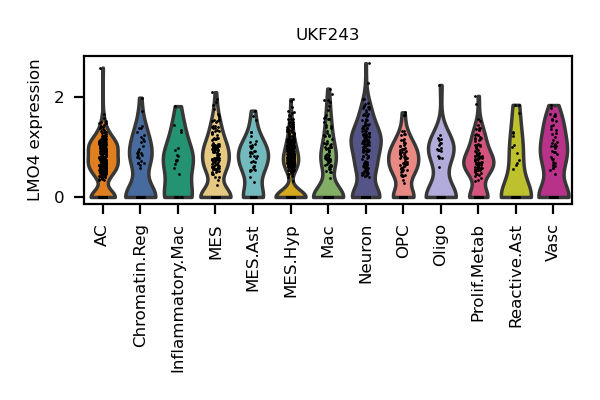 UKF243
LMO4 expression
2
0
AC
Chromatin.Reg
Inflammatory.Mac
MES
MES.Ast
MES.Hyp
Mac
Neuron
OPC
Oligo
Prolif.Metab
Reactive.Ast
Vasc